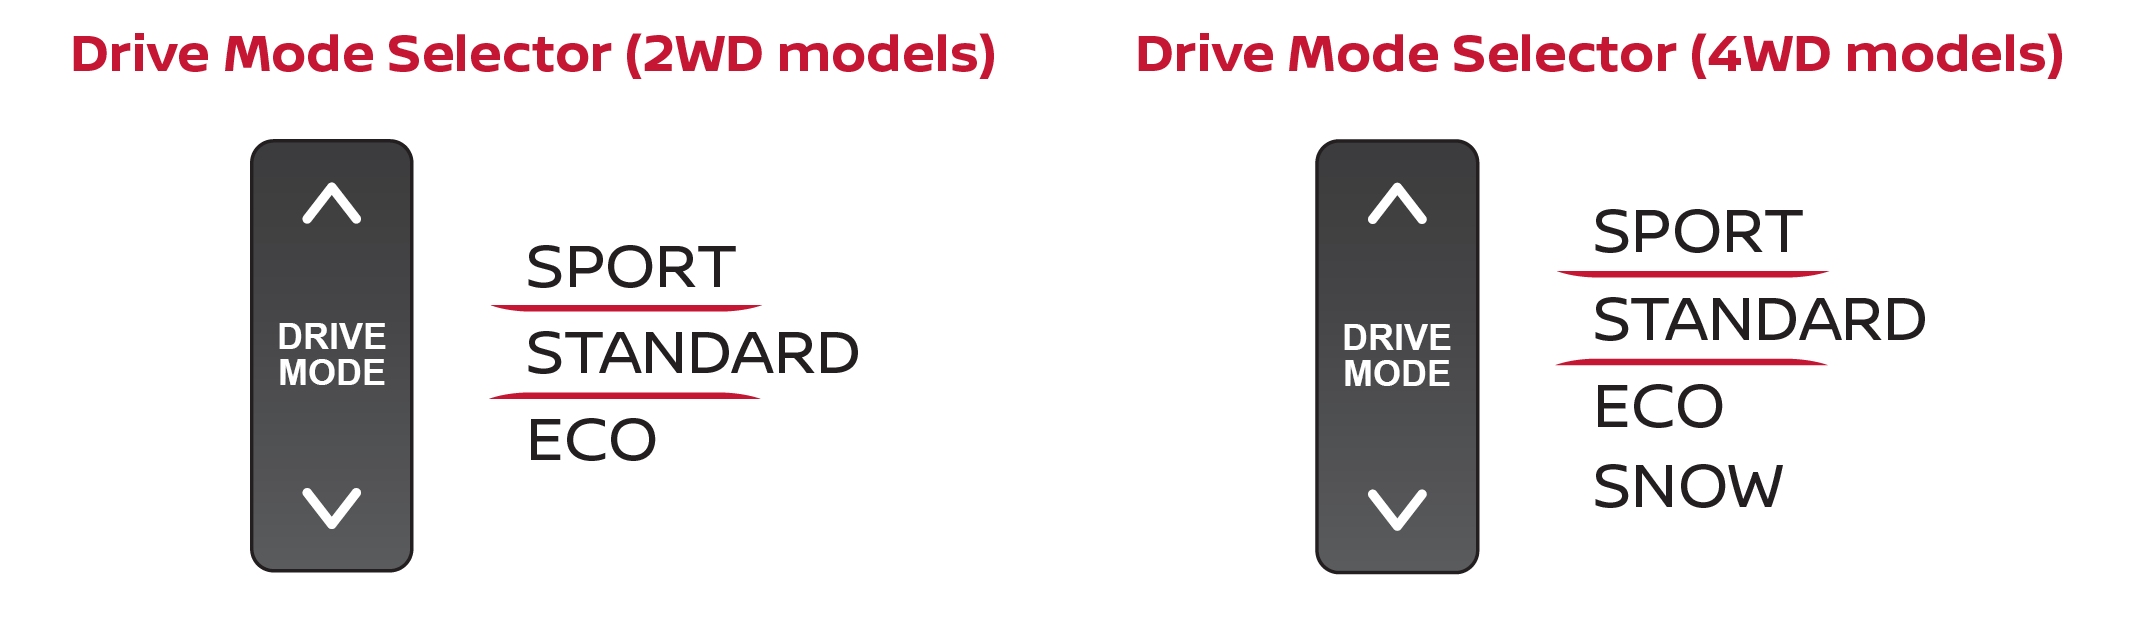 Drive Mode Selector (2WD models)
DRIVE
MODE
SPORT
STANDARD
ECO
Drive Mode Selector (4WD models)
DRIVE
MODE
SPORT
STANDARD
ECO
SNOW